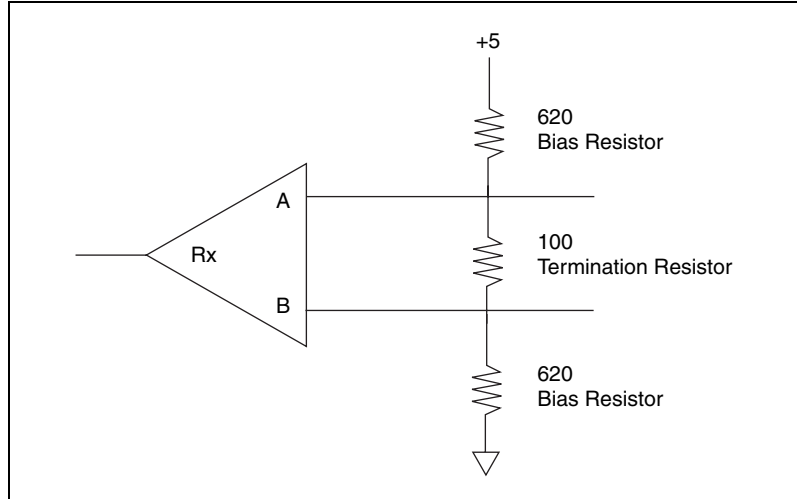 +5
620
Bias Resistor
A
100
Rx
Termination Resistor
B
620
Bias Resistor